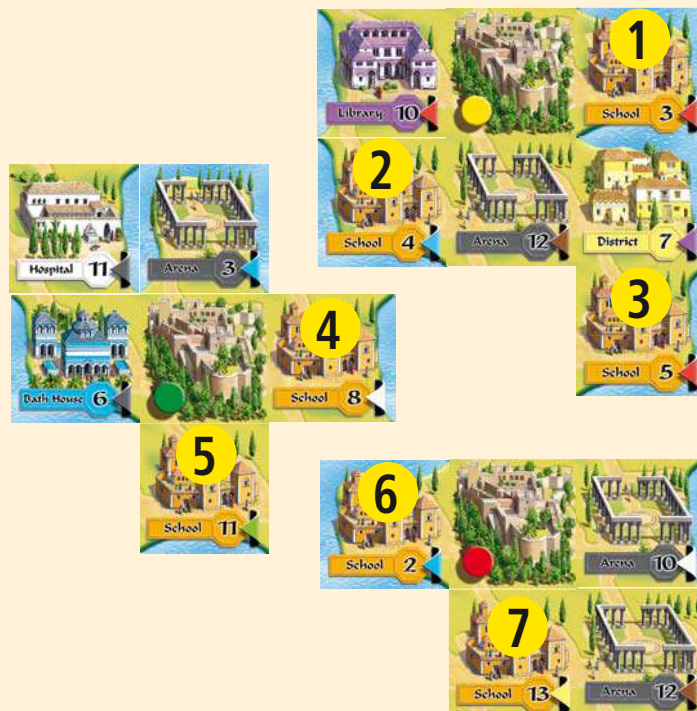 1
Library 10
School 3
2
School 4
Arena 12
District 7
Hospital 11
Arena 3
3
School 5
4
Bath House 6
School 8
5
School 11
6
School 2
Arena 10
7
School 13
Arena 12